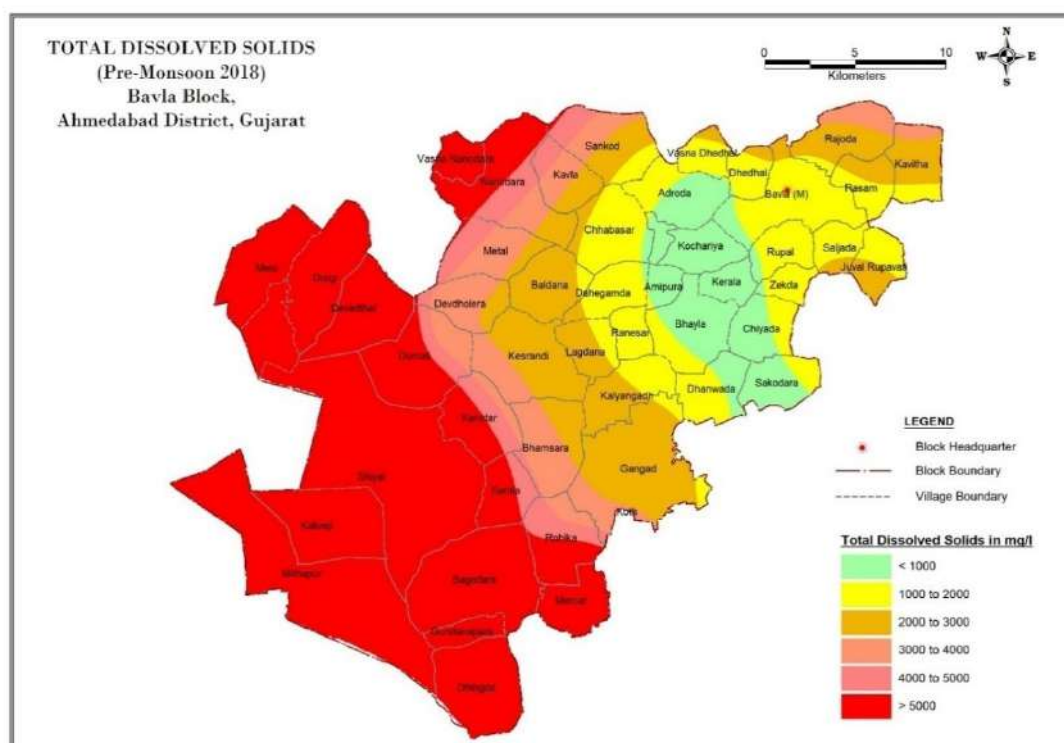 TOTAL DISSOLVED SOLIDS
(Pre-Monsoon 2018)
Bavla Block,
Ahmedabad District, Gujarat
0 5 10
Kilometers
N
W E
S
Sankod
Vasna Dhedhal
Rajoda
Kavitha
Kavla
Dhedhal
Adroda
Bavla (M)
Rasam
Chhabasar
Metal
Kochariya
Rupal
Saljada
Juval Rupavati
Devdholera
Baldana
Dahegamda
Amipura
Kerala
Zekda
Bhayla
Chiyada
Ranesar
Kesrandi
Lagdana
Dhanwada
Sakodara
Kalyangadh
Bhamsara
Gangad
Rohika
Bagodara
Dhingda
LEGEND
Block Headquarter
Block Boundary
Village Boundary
Total Dissolved Solids in mg/l
< 1000
1000 to 2000
2000 to 3000
3000 to 4000
4000 to 5000
> 5000